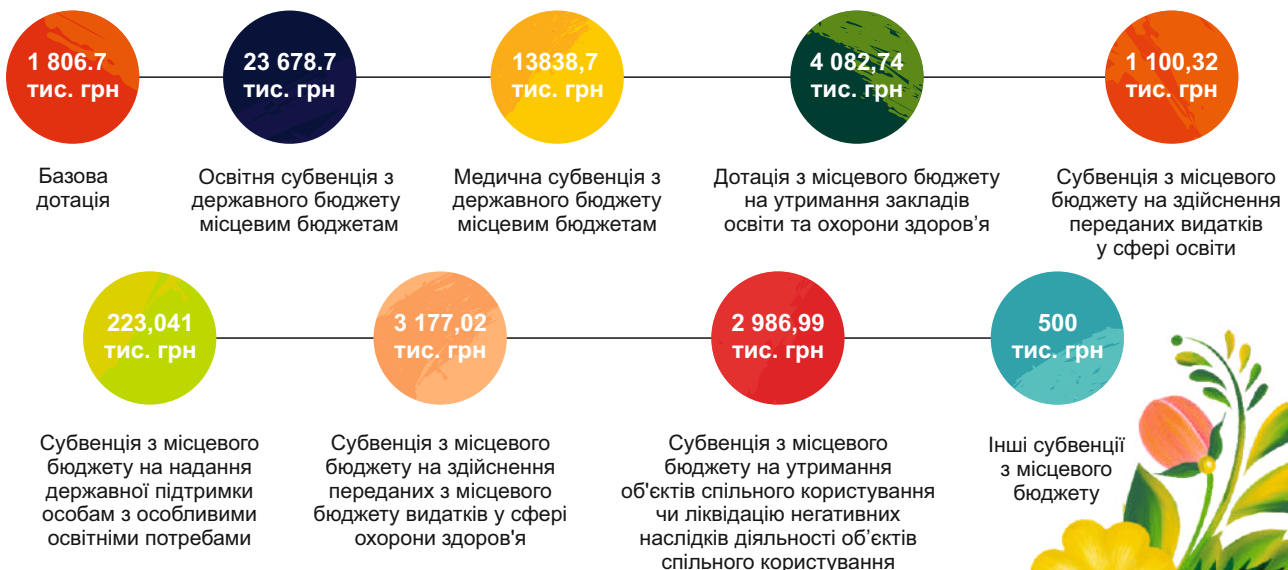 1 806.7
тис. грн
23 678.7
тис. грн
13838,7
тис. грн
4 082,74
тис. грн
1 100,32
тис. грн
Базова
дотація
Освітня субвенція з
державного бюджету
місцевим бюджетам
Медична субвенція з
державного бюджету
місцевим бюджетам
Дотація з місцевого бюджету
на утримання закладів
освіти та охорони здоров’я
Субвенція з місцевого
бюджету на здійснення
переданих видатків
у сфері освіти
223,041
тис. грн
3 177,02
тис. грн
2 986,99
тис. грн
500
тис. грн
Субвенція з місцевого
бюджету на надання
державної підтримки
особам з особливими
освітніми потребами
Субвенція з місцевого
бюджету на здійснення
переданих з місцевого
бюджету видатків у сфері
охорони здоров'я
Субвенція з місцевого
бюджету на утримання
об'єктів спільного користування
чи ліквідацію негативних
наслідків діяльності об’єктів
спільного користування
Інші субвенції
з місцевого
бюджету